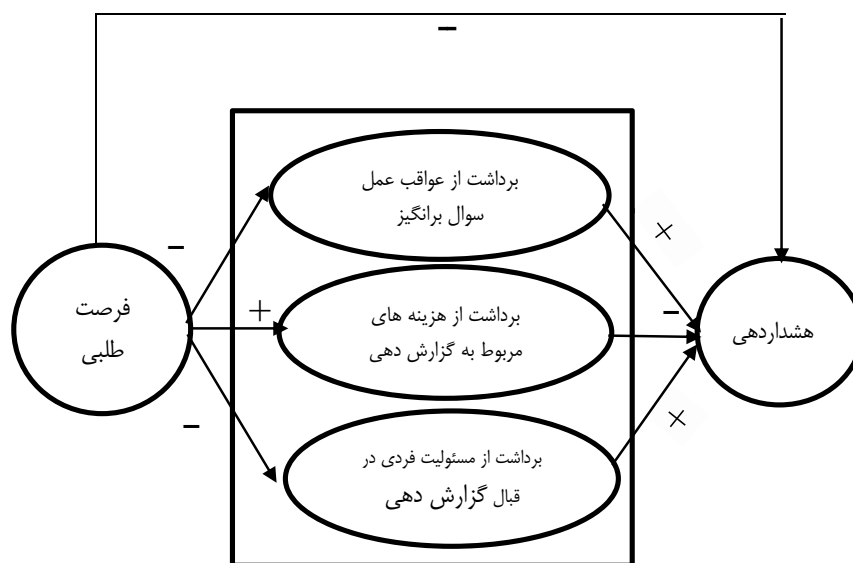 −
برداشت از عواقب عمل
سوال برانگیز
−
+
فرصت
طلبی
+
برداشت از هزینه های
مربوط به گزارش دهی
−
هشداردهی
−
برداشت از مسئولیت فردی در
قبال گزارش دهی
+